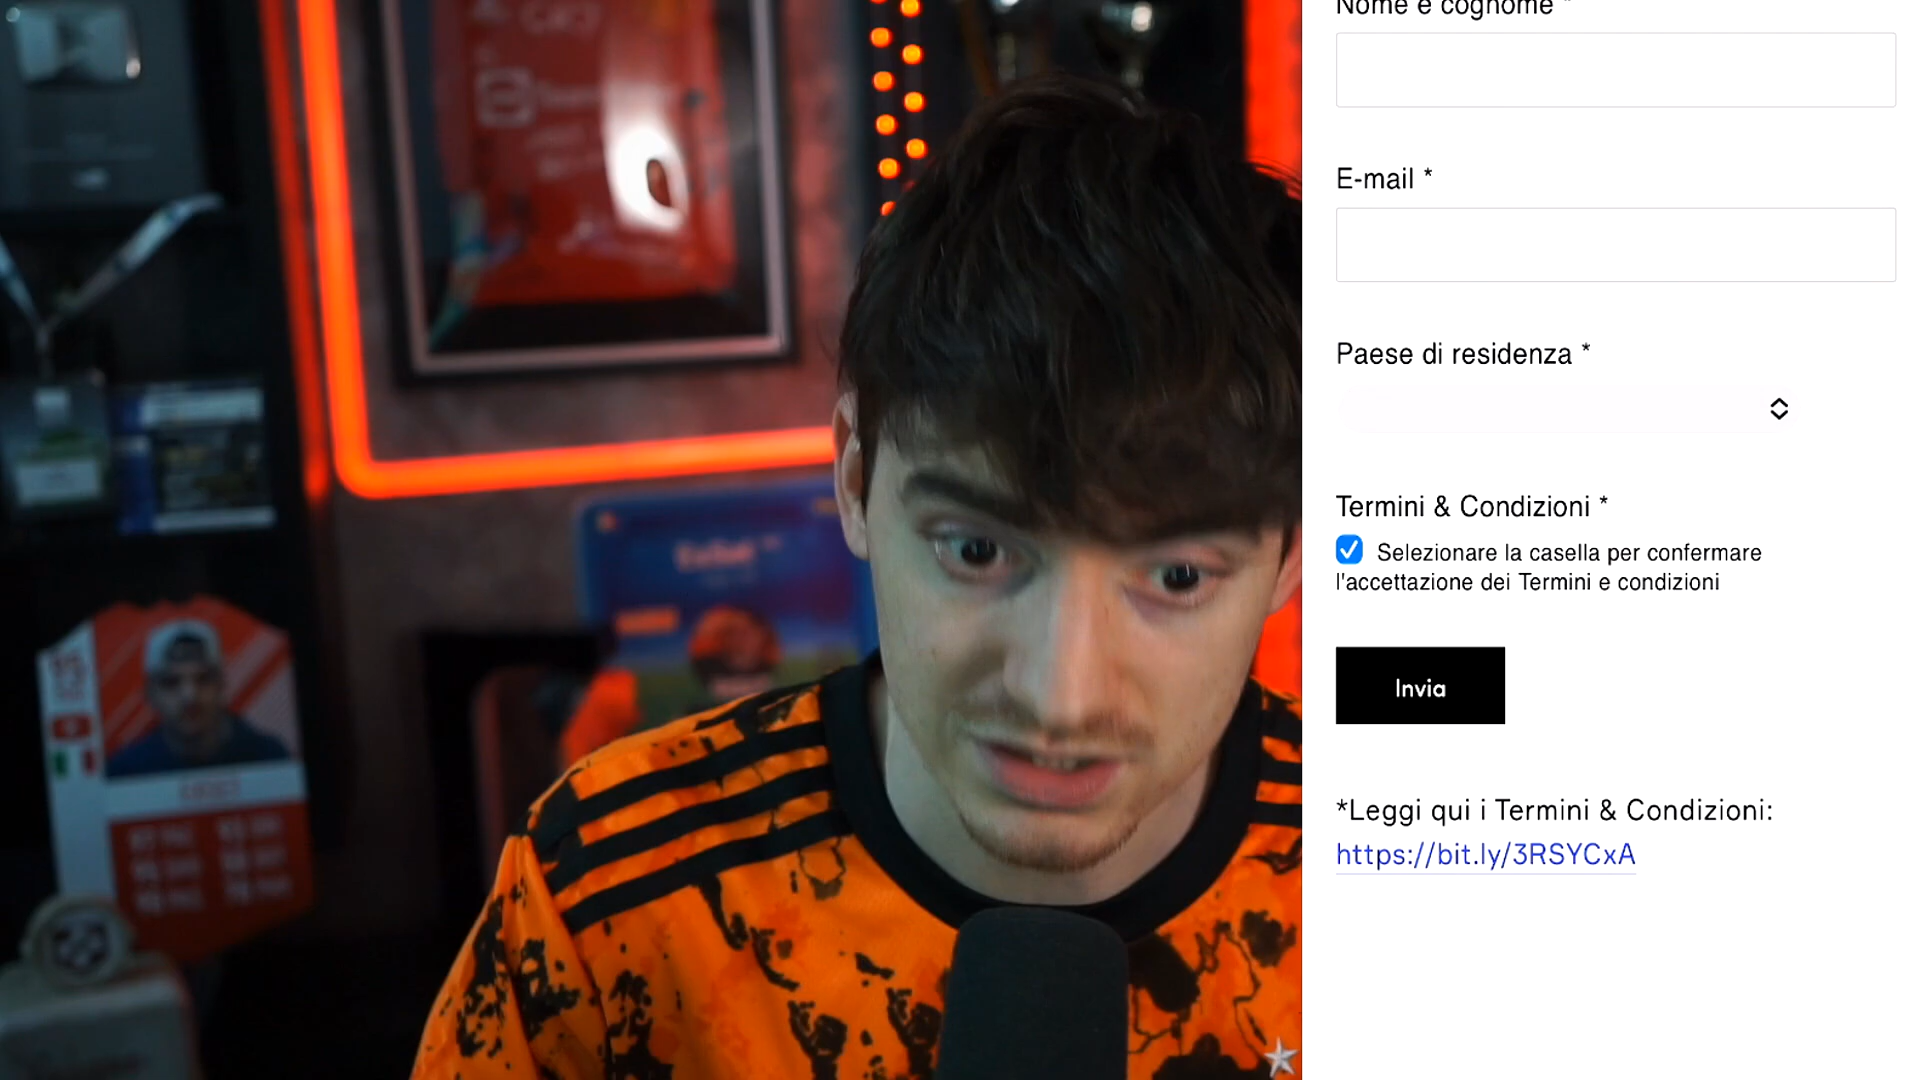 Nome e cognome *
E-mail *
Paese di residenza *
Termini & Condizioni *
Selezionare la casella per confermare
l'accettazione dei Termini e condizioni
Invia
*Leggi qui i Termini & Condizioni:
https://bit.ly/3RSYCxA